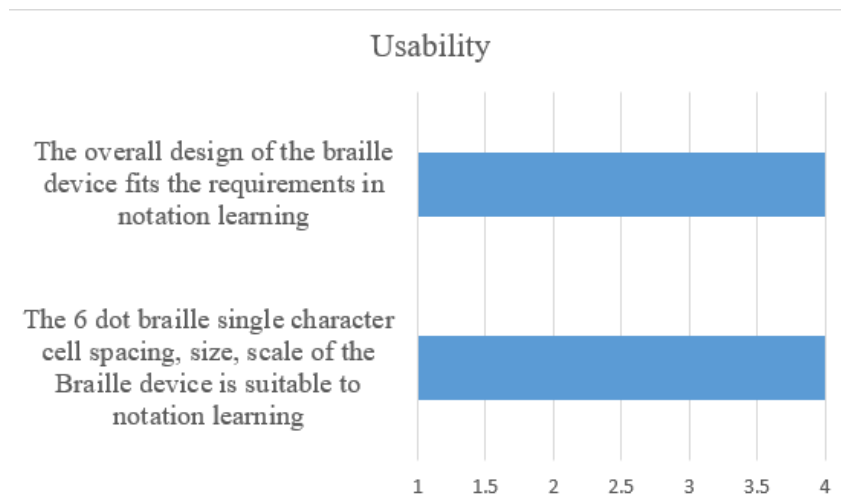 Usability
The overall design of the braille
device fits the requirements in
notation learning
The 6 dot braille single character
cell spacing, size, scale of the
Braille device is suitable to
notation learning
1 1.5 2 2.5 3 3.5 4